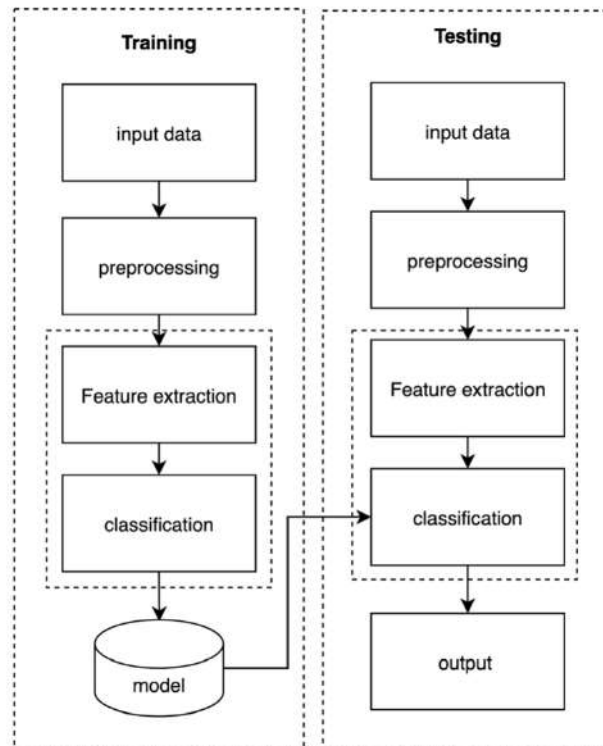 Training
input data
preprocessing
Feature extraction
classification
model
Testing
input data
preprocessing
Feature extraction
classification
output